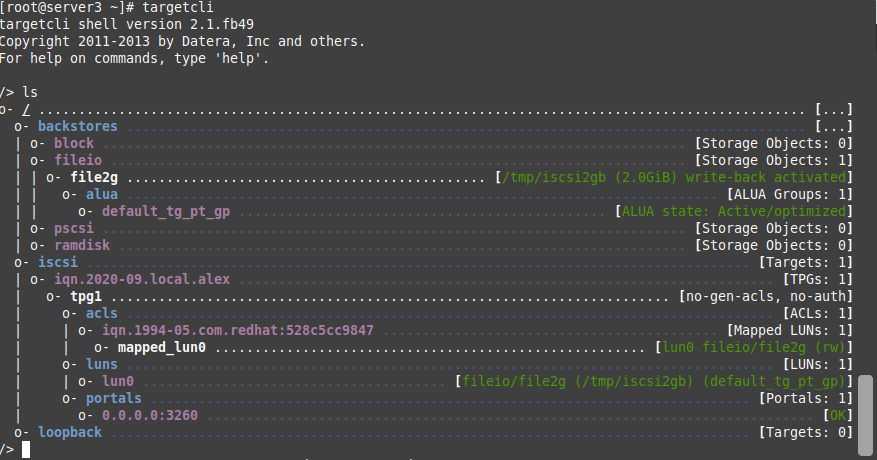 [root@server3 ~]# targetcli
targetcli shell version 2.1.fb49
Copyright 2011-2013 by Datera, Inc and others.
For help on commands, type 'help'.
/> ls
o- / ................................................................................................ [...]
o- backstores ...................................................................................... [...]
| o- block .......................................................................... [Storage Objects: 0]
| o- fileio ......................................................................... [Storage Objects: 1]
| | o- file2g ............................................. [/tmp/iscsi2gb (2.0GiB) write-back activated]
| |   o- alua ........................................................................... [ALUA Groups: 1]
| |     o- default_tg_pt_gp ............................................... [ALUA state: Active/optimized]
| o- pscsi .......................................................................... [Storage Objects: 0]
| o- ramdisk ........................................................................ [Storage Objects: 0]
o- iscsi .................................................................................... [Targets: 1]
| o- iqn.2020-09.local.alex .................................................................... [TPGs: 1]
|   o- tpg1 ...................................................................... [no-gen-acls, no-auth]
|     o- acls .................................................................................. [ACLs: 1]
|     | o- iqn.1994-05.com.redhat:528c5cc9847 ........................................... [Mapped LUNs: 1]
|     |   o- mapped_lun0 ...................................................... [lun0 fileio/file2g (rw)]
|     o- luns .................................................................................. [LUNs: 1]
|     | o- lun0 ............................................ [fileio/file2g (/tmp/iscsi2gb) (default_tg_pt_gp)]
|     o- portals ............................................................................ [Portals: 1]
|       o- 0.0.0.0:3260 ............................................................................. [OK]
o- loopback ................................................................................. [Targets: 0]
/>